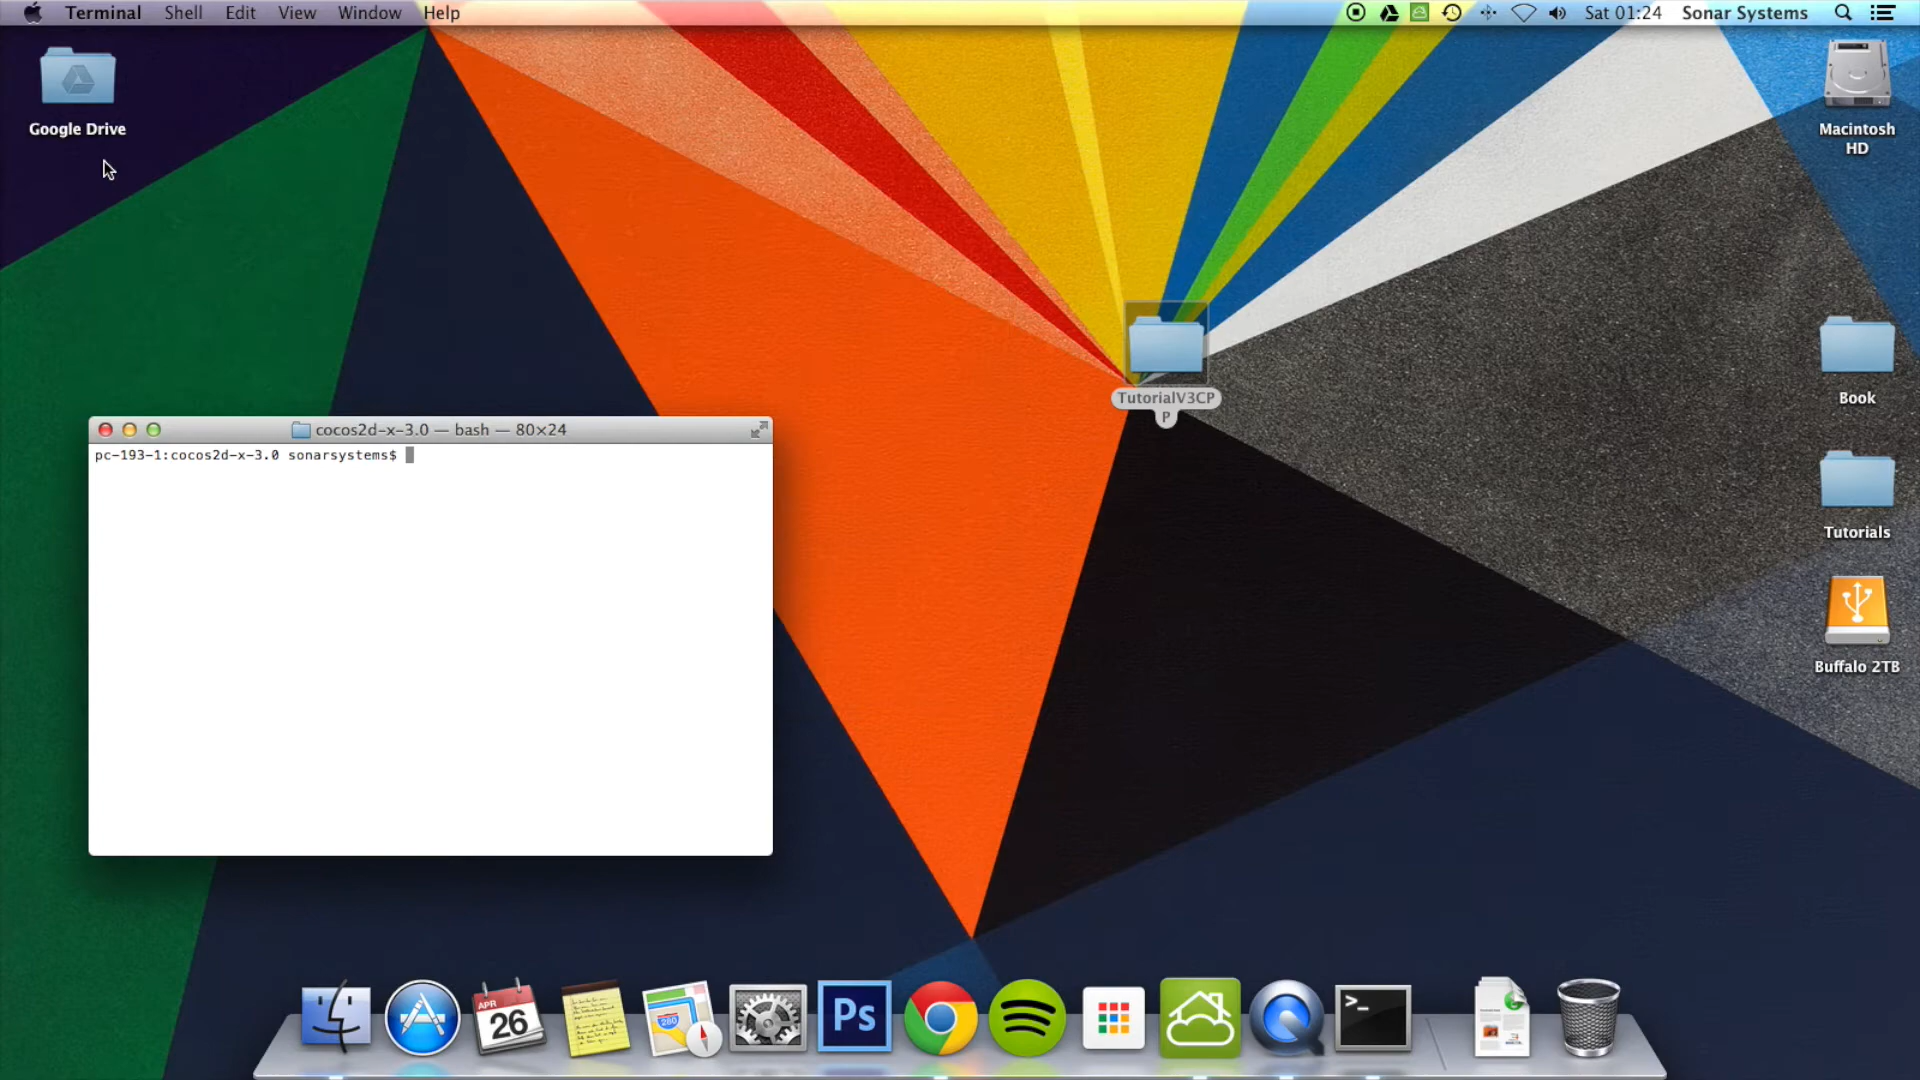 Terminal Shell Edit View Window Help
Sat 01:24 Sonar Systems
Google Drive
Macintosh
HD
TutorialV3CP
P
Book
cocos2d-x-3.0 — bash — 80×24
pc-193-1:cocos2d-x-3.0 sonarsystems$
Tutorials
Buffalo 2TB
APR
26
280
Ps
>_